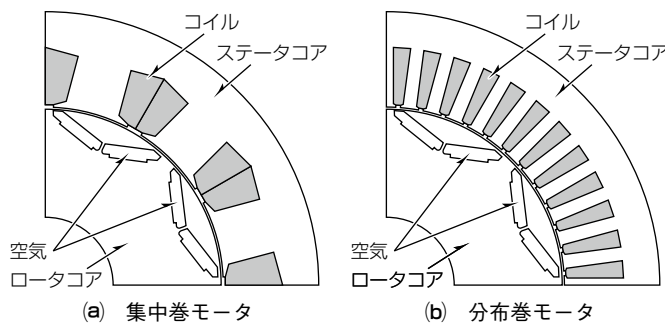 コイル
ステータコア
空気
ロータコア
(a) 集中巻モータ
コイル
ステータコア
空気
ロータコア
(b) 分布巻モータ